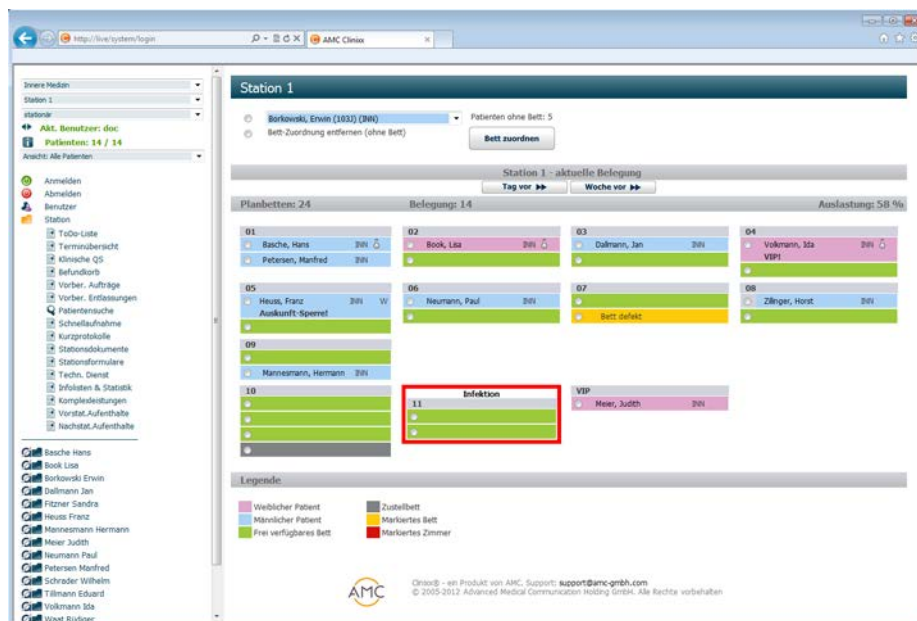 http://live/system/login
AMC Clinixx
Innere Medizin
Station 1
stationär
Akt. Benutzer: doc
Patienten: 14 / 14
Ansicht: Alle Patienten
Anmelden
Abmelden
Benutzer
Station
ToDo-Liste
Terminübersicht
Klinische QS
Befundkorb
Vorber. Aufträge
Vorber. Entlassungen
Patientensuche
Schnellaufnahme
Kurzprotokolle
Stationsdokumente
Stationsformulare
Techn. Dienst
Infolisten & Statistik
Komplexleistungen
Vorstat.Aufenthalte
Nachstat.Aufenthalte
Basche Hans
Book Lisa
Borkowski Erwin
Dallmann Jan
Fitzner Sandra
Heuss Franz
Mannesmann Hermann
Meier Judith
Neumann Paul
Petersen Manfred
Schrader Wilhelm
Tillmann Eduard
Volkmann Ida
Waat Rüdiger
Station 1
Borkowski, Erwin (103J) (INN)
Patienten ohne Bett: 5
Bett-Zuordnung entfernen (ohne Bett)
Bett zuordnen
Station 1 - aktuelle Belegung
Tag vor Woche vor
Planbetten: 24 Belegung: 14 Auslastung: 58 %
01 02 03 04
Basche, Hans INN Book, Lisa INN Dallmann, Jan INN Volkmann, Ida INN
Petersen, Manfred INN VIP!
05 06 07 08
Heuss, Franz INN W Neumann, Paul INN Zilinger, Horst INN
Auskunft-Sperre! Bett defekt
09
Mannesmann, Hermann INN
10 Infektion VIP
11 Meier, Judith INN
Legende
Weiblicher Patient Zustellbett
Männlicher Patient Markiertes Bett
Frei verfügbares Bett Markiertes Zimmer
AMC
Clinixx® - ein Produkt von AMC. Support: support@amc-gmbh.com
© 2005-2012 Advanced Medical Communication Holding GmbH. Alle Rechte vorbehalten